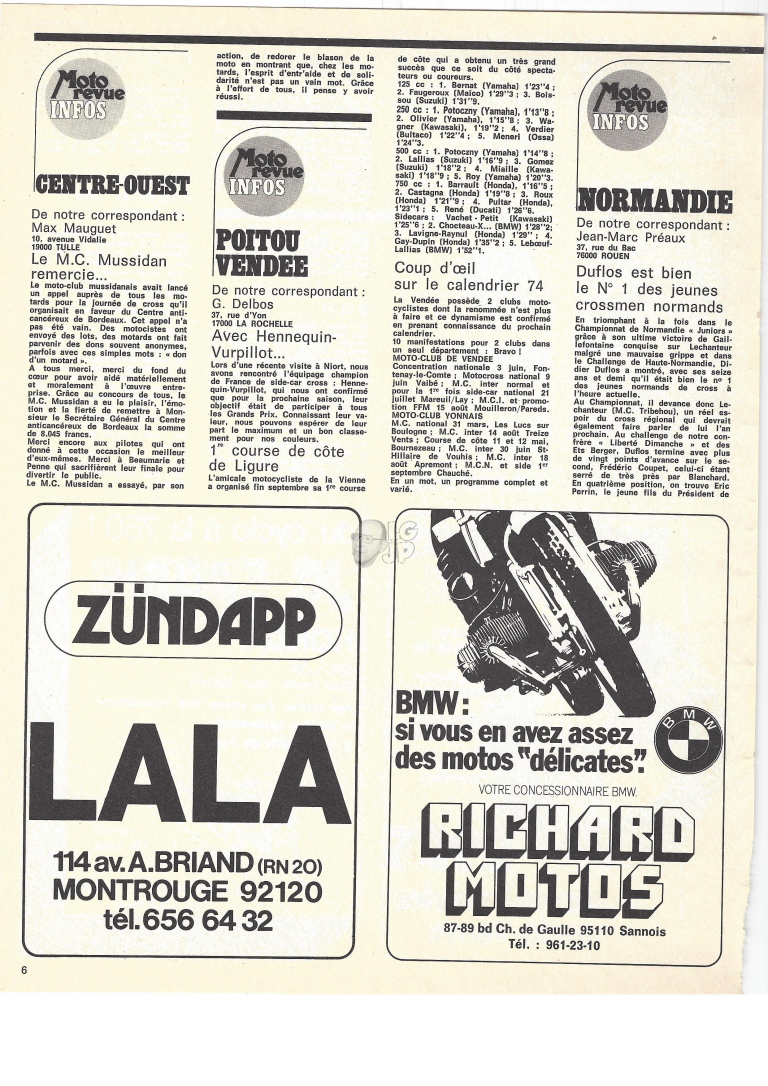 Moto
revue
INFOS
CENTRE-OUEST
De notre correspondant :
Max Mauguet
10, avenue Vidalie
19000 TULLE
Le M.C. Mussidan
remercie...
Le moto-club mussidanais avait lancé
un appel auprès de tous les mo-
tards pour la journée de cross qu'il
organisait en faveur du Centre anti-
cancéreux de Bordeaux. Cet appel n'a
pas été vain. Des motocistes ont
envoyé des lots, des motards ont fait
parvenir des dons souvent anonymes,
parfois avec ces simples mots : « don
d'un motard ».
A tous merci, merci du fond du
cœur pour avoir aidé matériellement
et moralement à l'œuvre entre-
prise. Grâce au concours de tous, le
M.C. Mussidan a eu le plaisir, l'émo-
tion et la fierté de remettre à Mon-
sieur le Secrétaire Général du Centre
anticancéreux de Bordeaux la somme
de 8.045 francs.
Merci encore aux pilotes qui ont
donné à cette occasion le meilleur
d'eux-mêmes. Merci à Beaumarie et
Penne qui sacrifièrent leur finale pour
divertir le public.
Le M.C. Mussidan a essayé, par son
action, de redorer le blason de la
moto en montrant que, chez les mo-
tards, l'esprit d'entr'aide et de soli-
darité n'est pas un vain mot. Grâce
à l'effort de tous, il pense y avoir
réussi.
Moto
revue
INFOS
POITOU
VENDEE
De notre correspondant :
G. Delbos
37, rue d'Yon
17000 LA ROCHELLE
Avec Hennequin-
Vurpillot...
Lors d'une récente visite à Niort, nous
avons rencontré l'équipage champion
de France de side-car cross : Henne-
quin-Vurpillot, qui nous ont confirmé
que pour la prochaine saison, leur
objectif était de participer à tous
les Grands Prix. Connaissant leur va-
leur, nous pouvons espérer de leur
part le maximum et un bon classe-
ment pour nos couleurs.
1re course de côte
de Ligure
L'amicale motocycliste de la Vienne
a organisé fin septembre sa 1re course
de côte qui a obtenu un très grand
succès que ce soit du côté specta-
teurs ou coureurs.
125 cc : 1. Bernat (Yamaha) 1'23"4 ;
2. Faugeroux (Maïco) 1'29"3 ; 3. Bois-
sou (Suzuki) 1'31"9.
250 cc : 1. Potoczny (Yamaha), 1'13"8 ;
2. Olivier (Yamaha), 1'15"8 ; 3. Wa-
gner (Kawasaki), 1'19"2 ; 4. Verdier
(Bultaco) 1'22"4 ; 5. Meneri (Ossa)
1'24"3.
500 cc : 1. Potoczny (Yamaha) 1'14"8 ;
2. Lallias (Suzuki) 1'16"9 ; 3. Gomez
(Suzuki) 1'18"2 ; 4. Miaille (Kawa-
saki) 1'18"9 ; 5. Roy (Yamaha) 1'20"3.
750 cc : 1. Barrault (Honda), 1'16"5 ;
2. Castagna (Honda) 1'19"8 ; 3. Roux
(Honda) 1'21"9 ; 4. Pultar (Honda),
1'23"1 ; 5. René (Ducati) 1'26"6.
Sidecars : Vachet - Petit (Kawasaki)
1'25"6 ; 2. Chocteau-X... (BMW) 1'28"2;
3. Lavigne-Raynul (Honda) 1'29" ; 4.
Gay-Dupin (Honda) 1'35"2 ; 5. Lebœuf-
Lallias (BMW) 1'52"1.
Coup d'œil
sur le calendrier 74
La Vendée possède 2 clubs moto-
cyclistes dont la renommée n'est plus
à faire et ce dynamisme est confirmé
en prenant connaissance du prochain
calendrier.
10 manifestations pour 2 clubs dans
un seul département : Bravo !
MOTO-CLUB DE VENDEE
Concentration nationale 3 juin, Fon-
tenay-le-Comte ; Motocross national 9
juin Vaibé ; M.C. inter normal et
pour la 1re fois side-car national 21
juillet Mareuil/Lay ; M.C.I. et promo-
tion FFM 15 août Mouilleron/Pareds.
MOTO-CLUB YONNAIS
M.C. national 31 mars, Les Lucs sur
Boulogne ; M.C. inter 14 août Treize
Vents ; Course de côte 11 et 12 mai,
Bournezeau ; M.C. inter 30 juin St-
Hillaire de Vouhis ; M.C. inter 18
août Apremont ; M.C.N. et side 1er
septembre Chauché.
En un mot, un programme complet et
varié.
Moto
revue
INFOS
NORMANDIE
De notre correspondant :
Jean-Marc Préaux
37, rue du Bac
76000 ROUEN
Duflos est bien
le N° 1 des jeunes
crossmen normands
En triomphant à la fois dans le
Championnat de Normandie « Juniors »
grâce à son ultime victoire de Gail-
lefontaine conquise sur Lechanteur
malgré une mauvaise grippe et dans
le Challenge de Haute-Normandie, Di-
dier Duflos a montré, avec ses seize
ans et demi qu'il était bien le n° 1
des jeunes normands de cross à
l'heure actuelle.
Au Championnat, il devance donc Le-
chanteur (M.C. Tribehou), un réel es-
poir du cross régional qui devrait
également faire parler de lui l'an
prochain. Au challenge de notre con-
frère « Liberté Dimanche » et des
Ets Berger, Duflos termine avec plus
de vingt points d'avance sur le se-
cond, Frédéric Coupet, celui-ci étant
serré de très près par Blanchard.
En quatrième position, on trouve Eric
Perrin, le jeune fils du Président de
ZÜNDAPP
LALA
114 av. A. BRIAND (RN 20)
MONTROUGE 92120
tél. 656 64 32
BMW :
si vous en avez assez
des motos "délicates".
BMW
VOTRE CONCESSIONNAIRE BMW.
RICHARD
MOTOS
87-89 bd Ch. de Gaulle 95110 Sannois
Tél. : 961-23-10
6